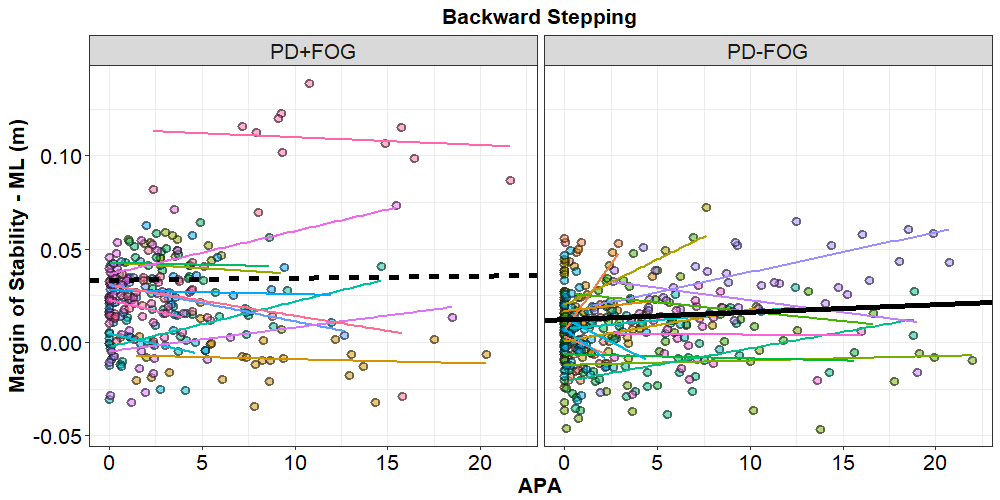 Backward Stepping
PD+FOG
PD-FOG
Margin of Stability - ML (m)
0.10
0.05
0.00
-0.05
0 5 10 15 20
0 5 10 15 20
APA